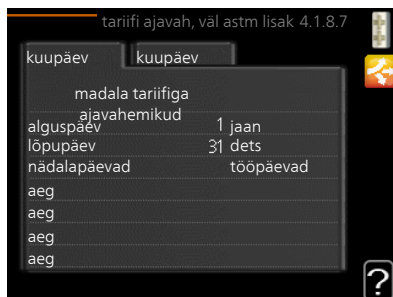 tariifi ajavah, väl astm lisak 4.1.8.7
kuupäev kuupäev
madala tariifiga
ajavahemikud
alguspäev 1 jaan
lõpupäev 31 dets
nädalapäevad tööpäevad
aeg
aeg
aeg
aeg
?